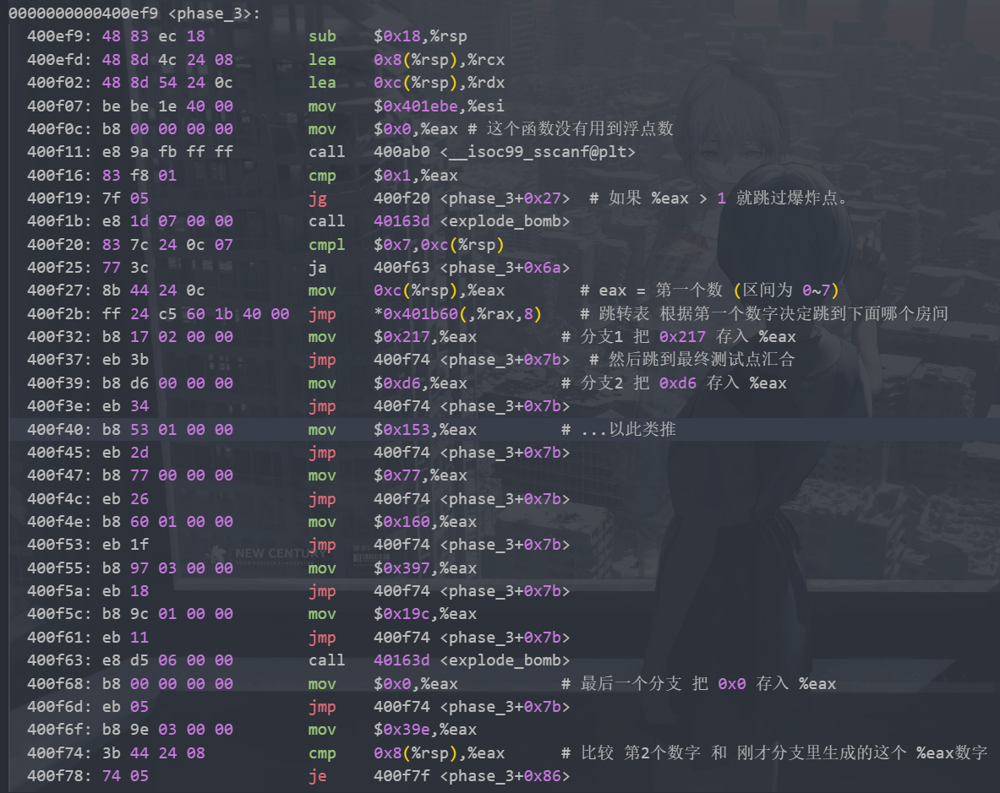 0000000000400ef9 <phase_3>:
400ef9: 48 83 ec 18 sub $0x18,%rsp
400efd: 48 8d 4c 24 08 lea 0x8(%rsp),%rcx
400f02: 48 8d 54 24 0c lea 0xc(%rsp),%rdx
400f07: be be 1e 40 00 mov $0x401ebe,%esi
400f0c: b8 00 00 00 00 mov $0x0,%eax # 这个函数没有用到浮点数
400f11: e8 9a fb ff ff call 400ab0 <__isoc99_sscanf@plt>
400f16: 83 f8 01 cmp $0x1,%eax
400f19: 7f 05 jg 400f20 <phase_3+0x27> # 如果 %eax > 1 就跳过爆炸点。
400f1b: e8 1d 07 00 00 call 40163d <explode_bomb>
400f20: 83 7c 24 0c 07 cmpl $0x7,0xc(%rsp)
400f25: 77 3c ja 400f63 <phase_3+0x6a>
400f27: 8b 44 24 0c mov 0xc(%rsp),%eax # eax = 第一个数 (区间为 0~7)
400f2b: ff 24 c5 60 1b 40 00 jmp *0x401b60(,%rax,8) # 跳转表 根据第一个数字决定跳到下面哪个房间
400f32: b8 17 02 00 00 mov $0x217,%eax # 分支1 把 0x217 存入 %eax
400f37: eb 3b jmp 400f74 <phase_3+0x7b> # 然后跳到最终测试点汇合
400f39: b8 d6 00 00 00 mov $0xd6,%eax # 分支2 把 0xd6 存入 %eax
400f3e: eb 34 jmp 400f74 <phase_3+0x7b>
400f40: b8 53 01 00 00 mov $0x153,%eax # ...以此类推
400f45: eb 2d jmp 400f74 <phase_3+0x7b>
400f47: b8 77 00 00 00 mov $0x77,%eax
400f4c: eb 26 jmp 400f74 <phase_3+0x7b>
400f4e: b8 60 01 00 00 mov $0x160,%eax
400f53: eb 1f jmp 400f74 <phase_3+0x7b>
NEW CENTURY
400f55: b8 97 03 00 00 mov $0x397,%eax
400f5a: eb 18 jmp 400f74 <phase_3+0x7b>
400f5c: b8 9c 01 00 00 mov $0x19c,%eax
400f61: eb 11 jmp 400f74 <phase_3+0x7b>
400f63: e8 d5 06 00 00 call 40163d <explode_bomb>
400f68: b8 00 00 00 00 mov $0x0,%eax # 最后一个分支 把 0x0 存入 %eax
400f6d: eb 05 jmp 400f74 <phase_3+0x7b>
400f6f: b8 9e 03 00 00 mov $0x39e,%eax
400f74: 3b 44 24 08 cmp 0x8(%rsp),%eax # 比较 第2个数字 和 刚才分支里生成的这个 %eax数字
400f78: 74 05 je 400f7f <phase_3+0x86>